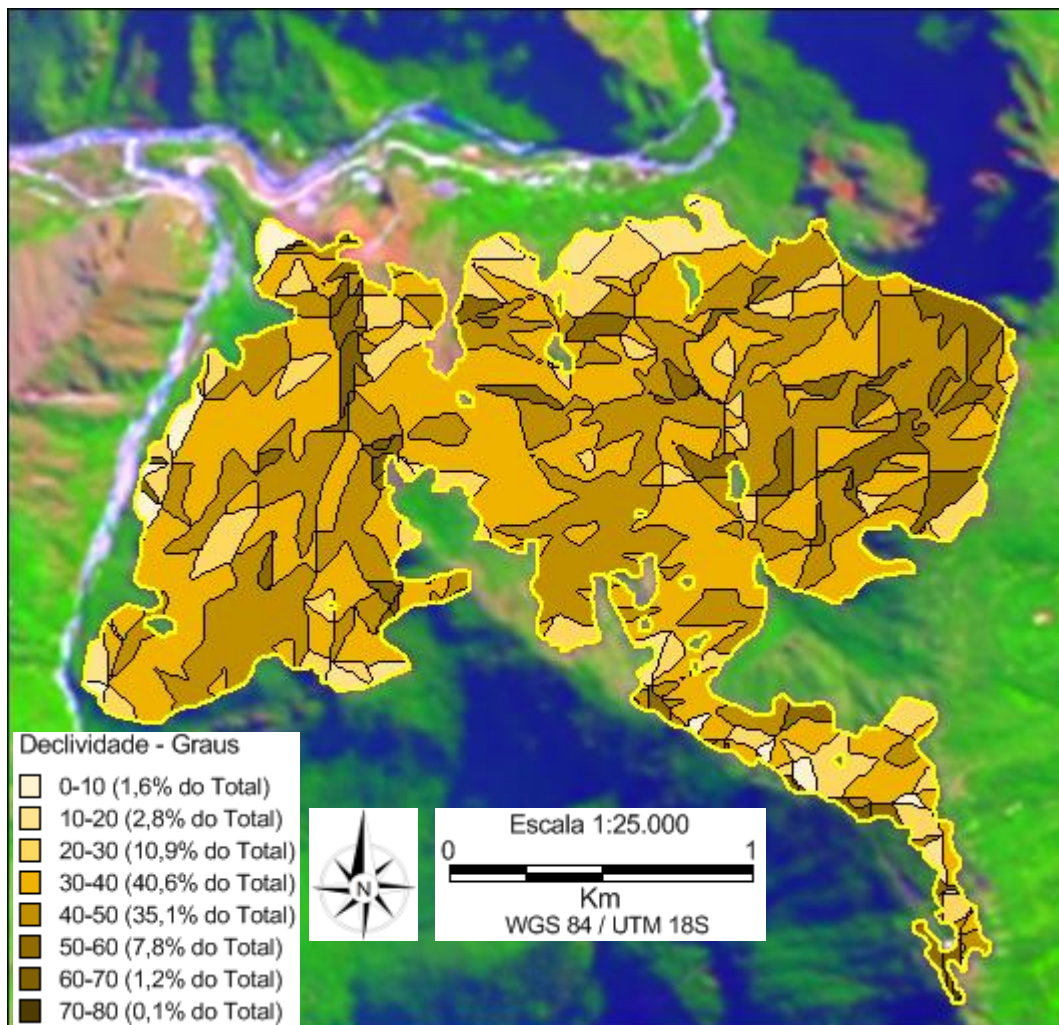 Declividade - Graus
0-10 (1,6% do Total)
10-20 (2,8% do Total)
20-30 (10,9% do Total)
30-40 (40,6% do Total)
40-50 (35,1% do Total)
50-60 (7,8% do Total)
60-70 (1,2% do Total)
70-80 (0,1% do Total)
N
Escala 1:25.000
0 1
Km
WGS 84 / UTM 18S